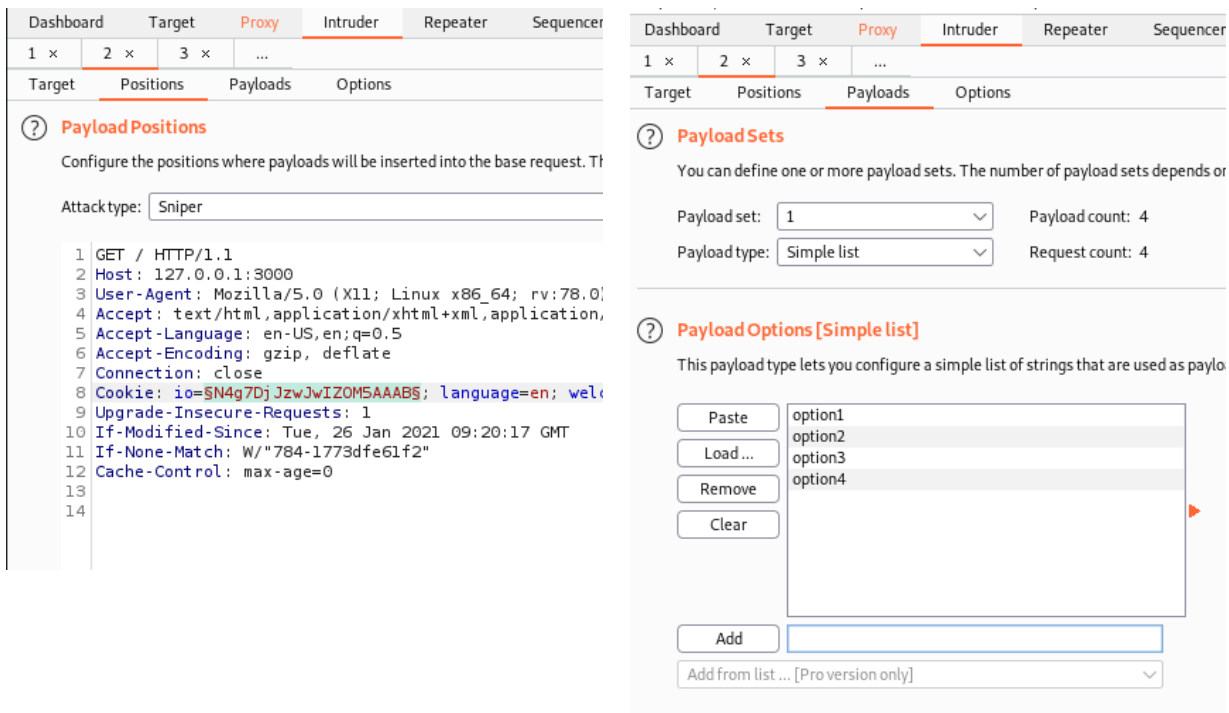 Dashboard Target Proxy Intruder Repeater Sequencer
1 × 2 × 3 × ...
Target Positions Payloads Options
? Payload Positions
Configure the positions where payloads will be inserted into the base request.
Attack type: Sniper
1 GET / HTTP/1.1
2 Host: 127.0.0.1:3000
3 User-Agent: Mozilla/5.0 (X11; Linux x86_64; rv:78.0)
4 Accept: text/html,application/xhtml+xml,application/
5 Accept-Language: en-US,en;q=0.5
6 Accept-Encoding: gzip, deflate
7 Connection: close
8 Cookie: io=§N4g7DjJzwJwIZOM5AAAB§; language=en;
9 Upgrade-Insecure-Requests: 1
10 If-Modified-Since: Tue, 26 Jan 2021 09:20:17 GMT
11 If-None-Match: W/"784-1773dfe61f2"
12 Cache-Control: max-age=0
13
14
Dashboard Target Proxy Intruder Repeater Sequencer
1 × 2 × 3 × ...
Target Positions Payloads Options
? Payload Sets
You can define one or more payload sets. The number of payload sets depends
Payload set: 1 Payload count: 4
Payload type: Simple list Request count: 4
? Payload Options [Simple list]
This payload type lets you configure a simple list of strings that are used as
Paste option1
option2
Load ... option3
Remove option4
Clear
Add
Add from list ... [Pro version only]